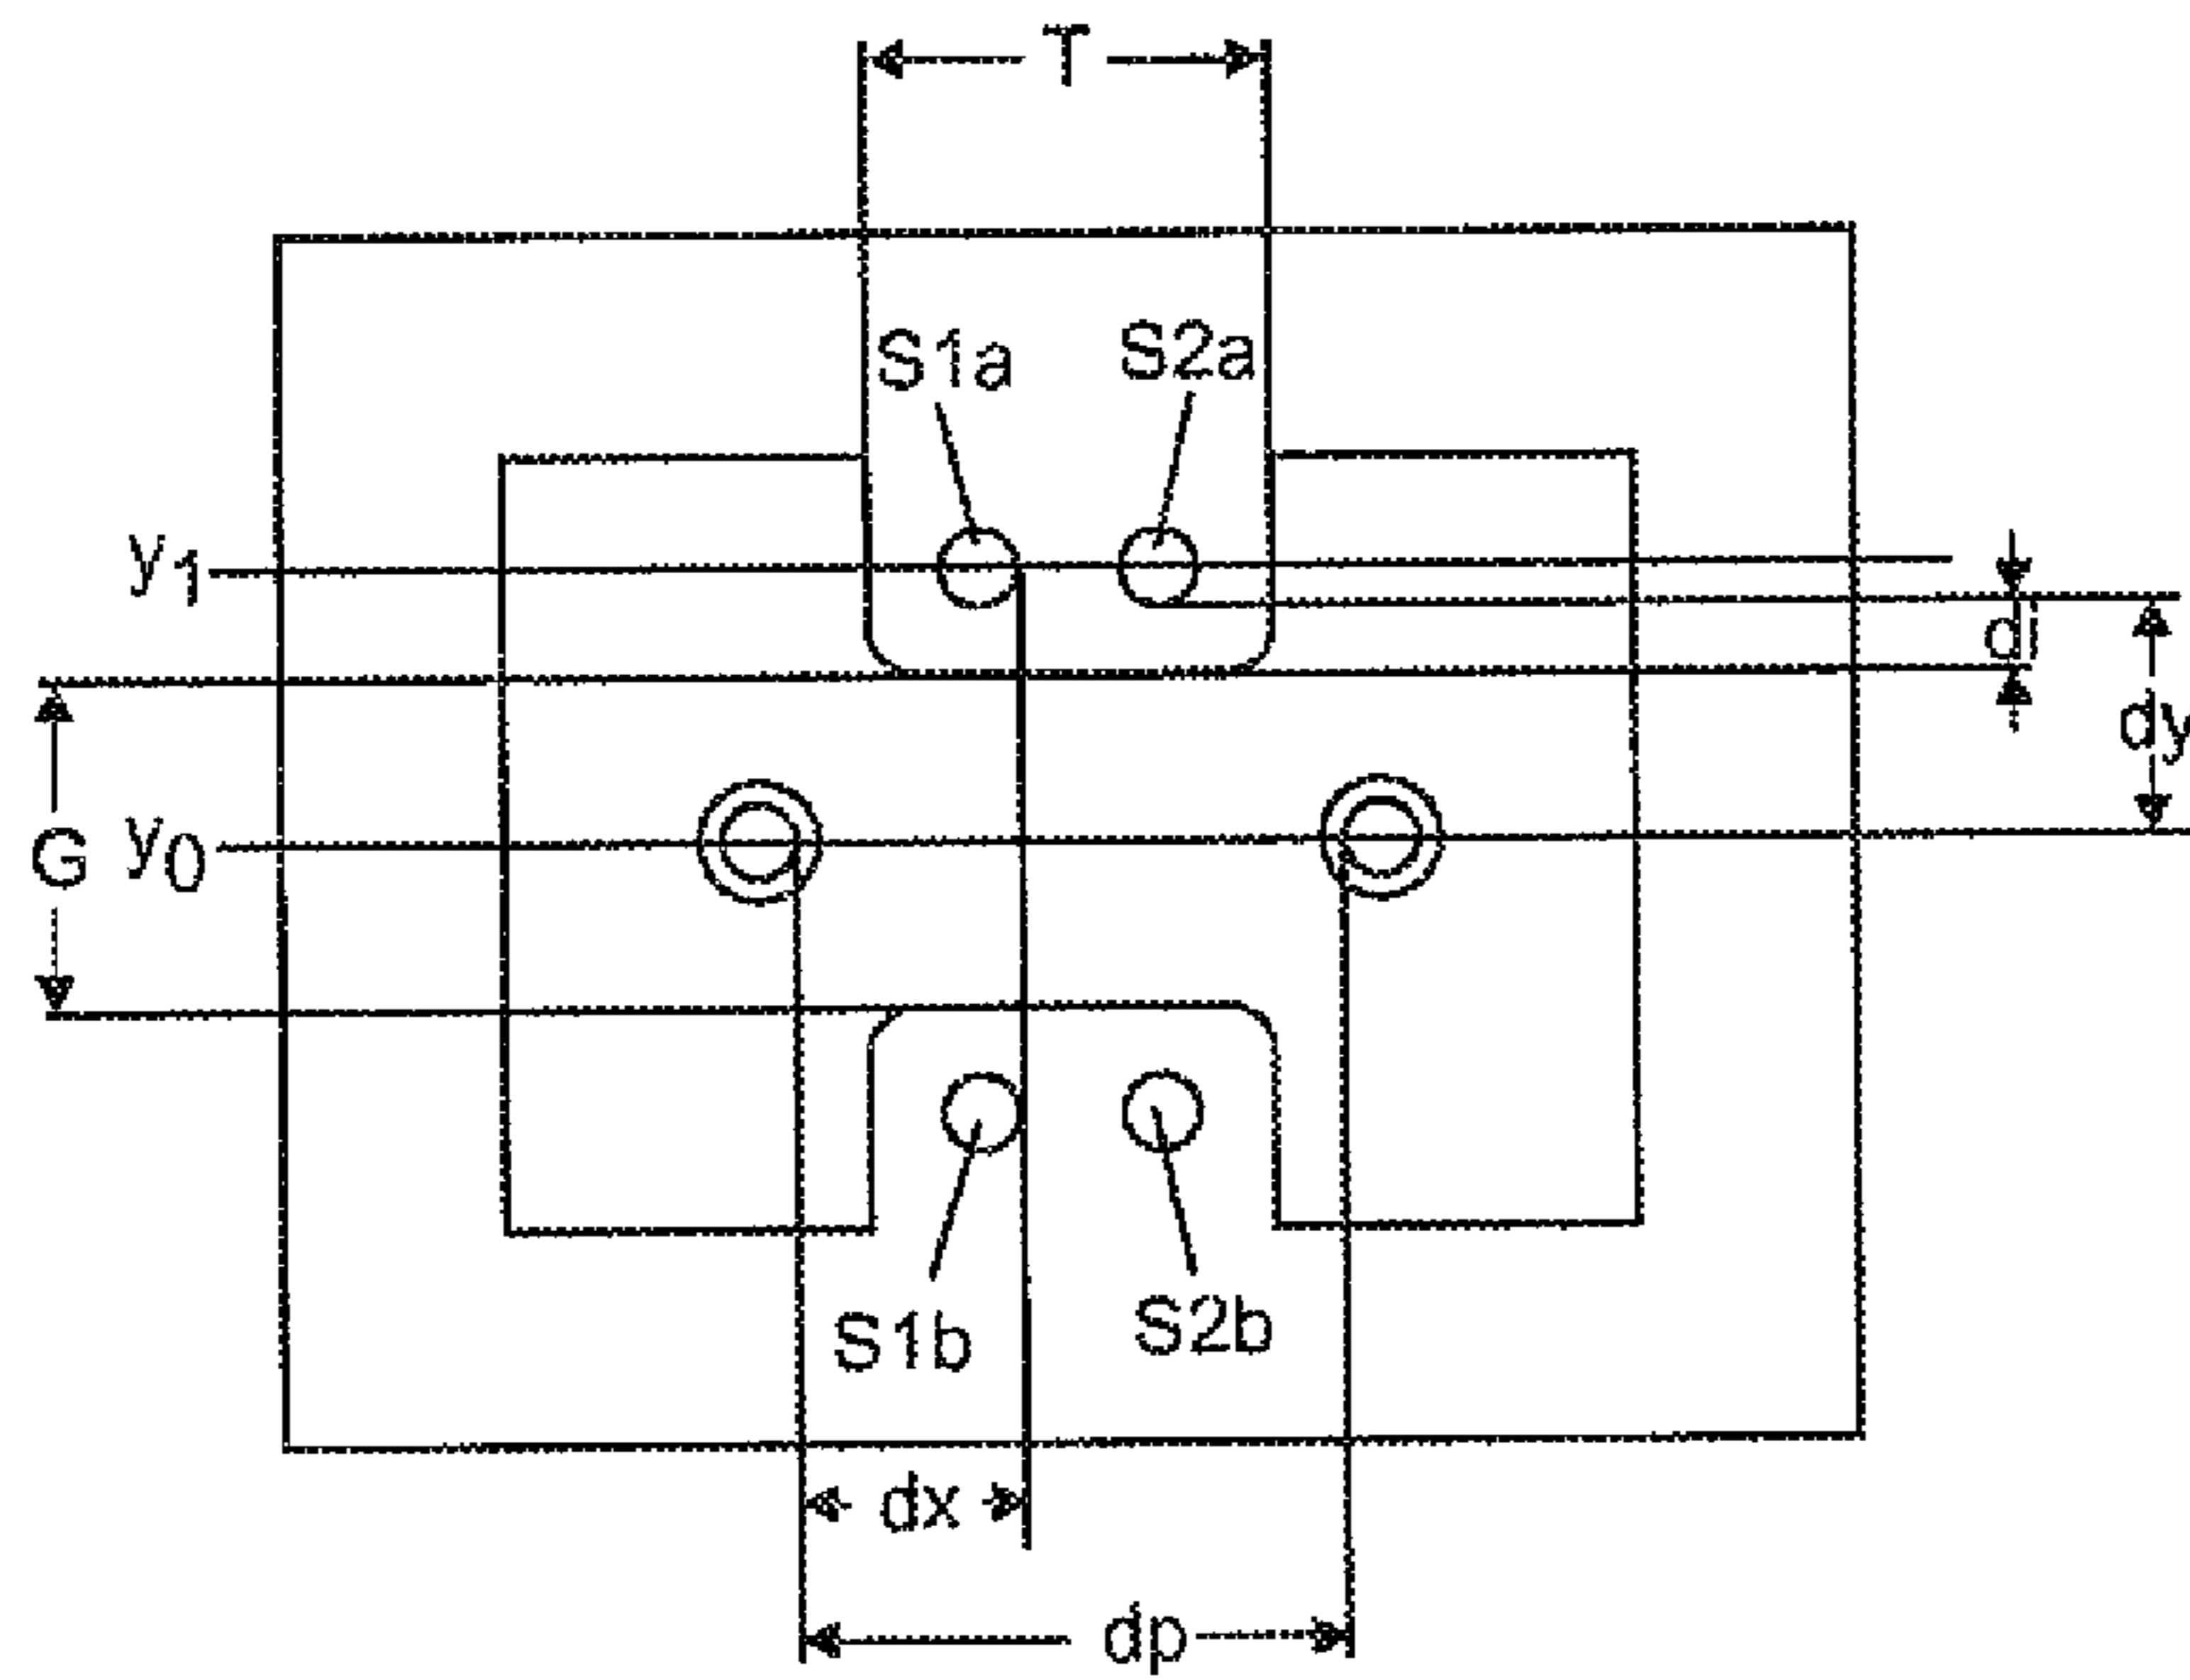 T
S1a S2a
y1
di
dy
G y0
S1b S2b
dx
dp